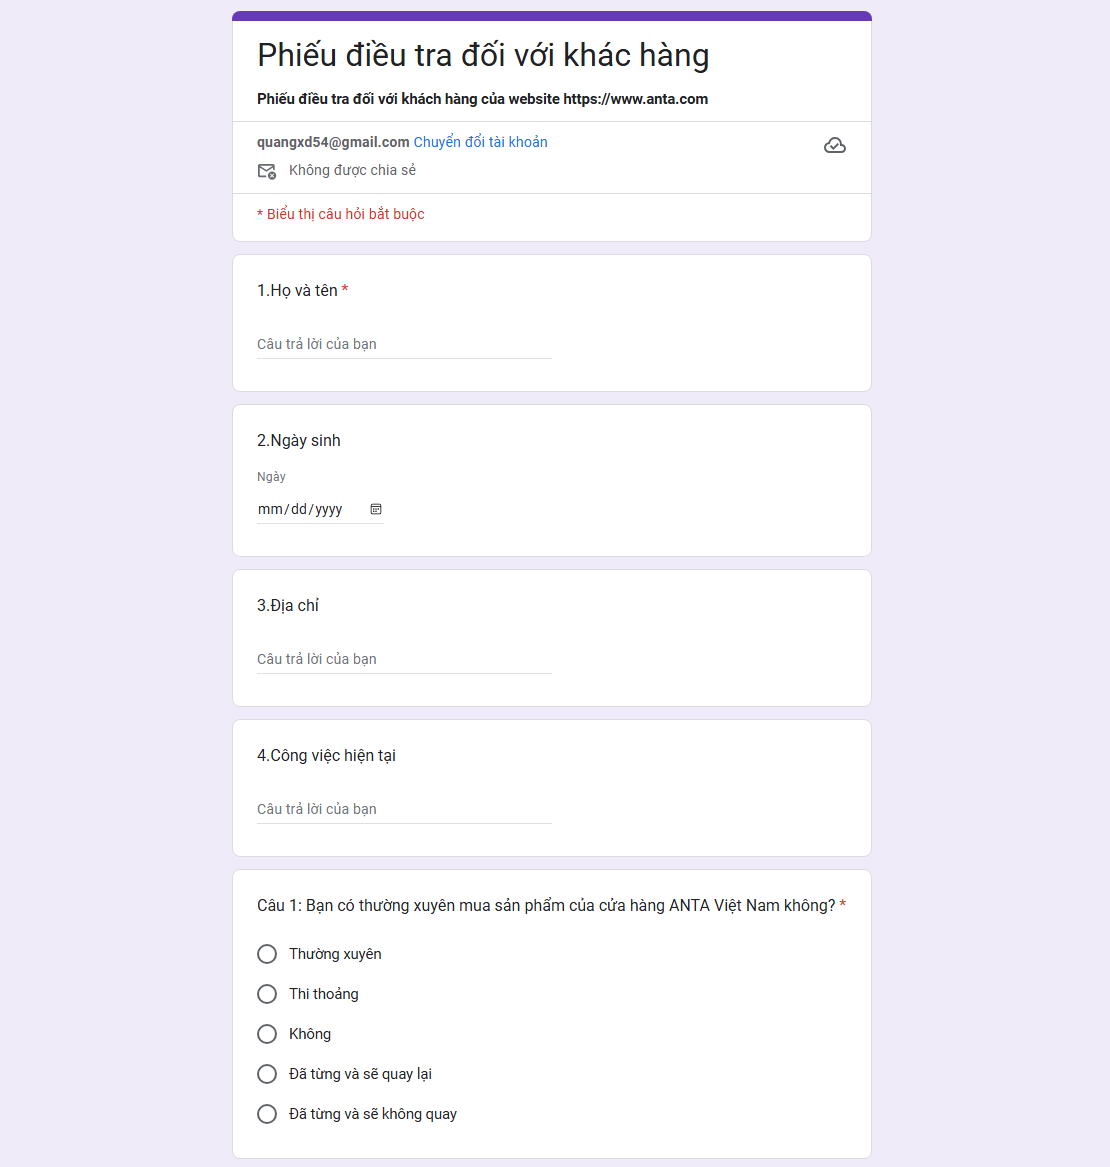 Phiếu điều tra đối với khác hàng
Phiếu điều tra đối với khách hàng của website https://www.anta.com
quangxd54@gmail.com Chuyển đổi tài khoản
Không được chia sẻ
* Biểu thị câu hỏi bắt buộc
1.Họ và tên *
Câu trả lời của bạn
2.Ngày sinh
Ngày
mm/dd/yyyy
3.Địa chỉ
Câu trả lời của bạn
4.Công việc hiện tại
Câu trả lời của bạn
Câu 1: Bạn có thường xuyên mua sản phẩm của cửa hàng ANTA Việt Nam không? *
Thường xuyên
Thi thoảng
Không
Đã từng và sẽ quay lại
Đã từng và sẽ không quay